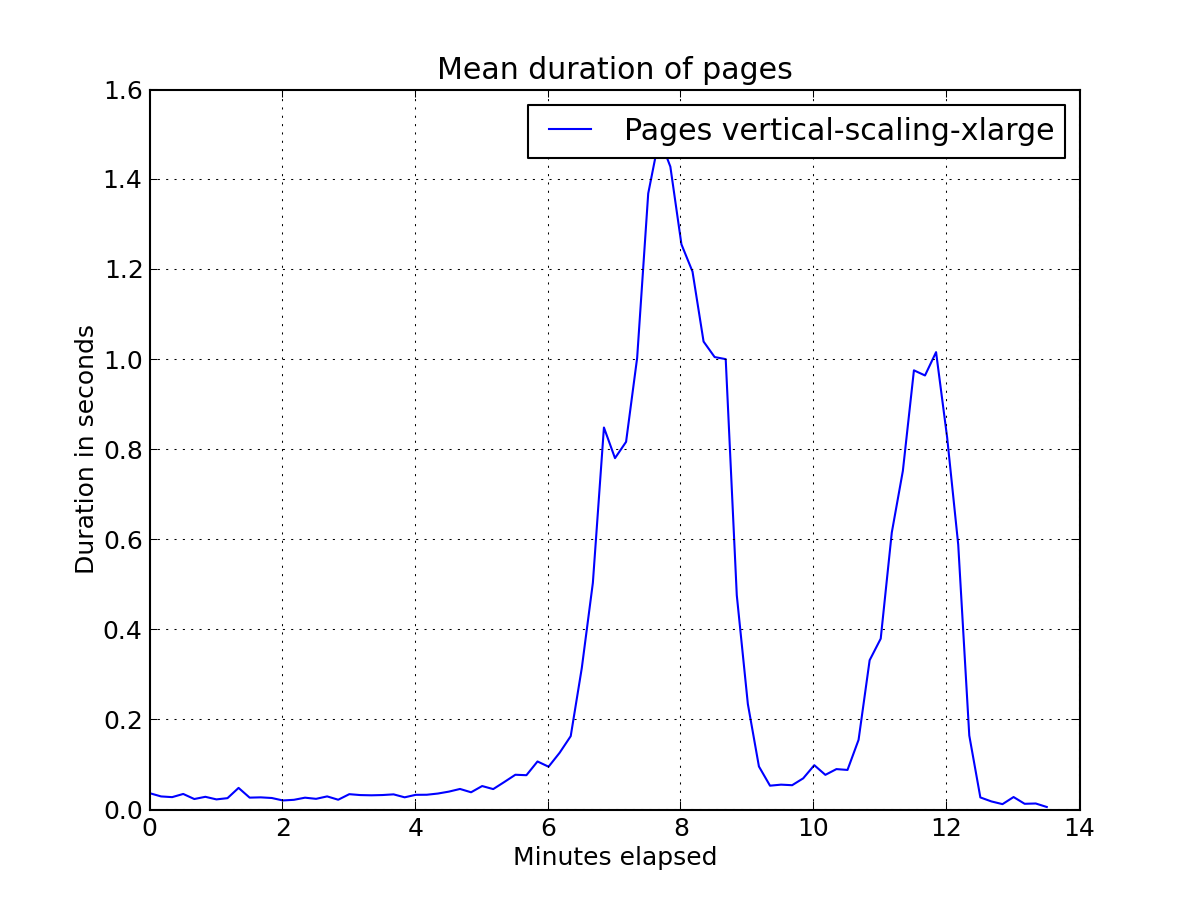 Mean duration of pages
Pages vertical-scaling-xlarge
1.6
1.4
1.2
1.0
0.8
0.6
0.4
0.2
0.0
Duration in seconds
0 2 4 6 8 10 12 14
Minutes elapsed